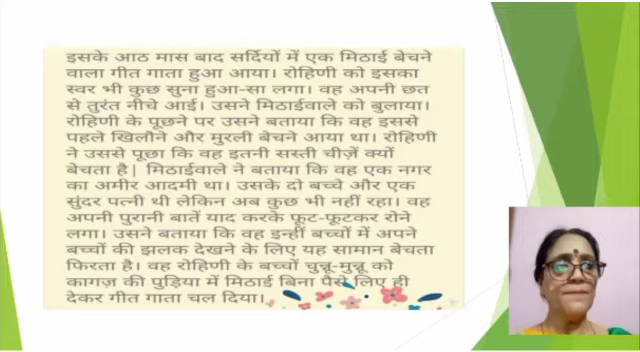 इसके आठ मास बाद सर्दियों में एक मिठाई बेचने
वाला गीत गाता हुआ आया। रोहिणी को इसका
स्वर भी कुछ सुना हुआ-सा लगा। वह अपनी छत
से तुरंत नीचे आई। उसने मिठाईवाले को बुलाया।
रोहिणी के पूछने पर उसने बताया कि वह इससे
पहले खिलौने और मुरली बेचने आया था। रोहिणी
ने उससे पूछा कि वह इतनी सस्ती चीज़ें क्यों
बेचता है| मिठाईवाले ने बताया कि वह एक नगर
का अमीर आदमी था। उसके दो बच्चे और एक
सुंदर पत्नी थी लेकिन अब कुछ भी नहीं रहा। वह
अपनी पुरानी बातें याद करके फूट-फूटकर रोने
लगा। उसने बताया कि वह इन्हीं बच्चों में अपने
बच्चों की झलक देखने के लिए यह सामान बेचता
फिरता है। वह रोहिणी के बच्चों चुन्नू-मुन्नू को
कागज़ की पुड़िया में मिठाई बिना पैसे लिए ही
देकर गीत गाता चल दिया।